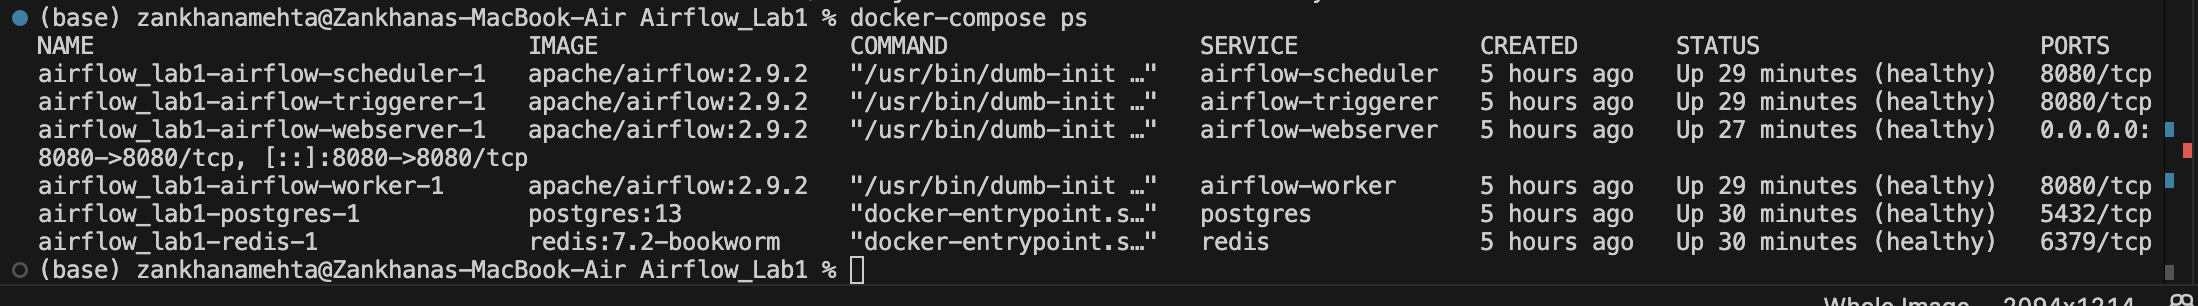 (base) zankhanamehta@Zankhanas-MacBook-Air Airflow_Lab1 % docker-compose ps
NAME IMAGE COMMAND SERVICE CREATED STATUS PORTS
airflow_lab1-airflow-scheduler-1 apache/airflow:2.9.2 "/usr/bin/dumb-init …" airflow-scheduler 5 hours ago Up 29 minutes (healthy) 8080/tcp
airflow_lab1-airflow-triggerer-1 apache/airflow:2.9.2 "/usr/bin/dumb-init …" airflow-triggerer 5 hours ago Up 29 minutes (healthy) 8080/tcp
airflow_lab1-airflow-webserver-1 apache/airflow:2.9.2 "/usr/bin/dumb-init …" airflow-webserver 5 hours ago Up 27 minutes (healthy) 0.0.0.0:
8080->8080/tcp, [::]:8080->8080/tcp
airflow_lab1-airflow-worker-1 apache/airflow:2.9.2 "/usr/bin/dumb-init …" airflow-worker 5 hours ago Up 29 minutes (healthy) 8080/tcp
airflow_lab1-postgres-1 postgres:13 "docker-entrypoint.s…" postgres 5 hours ago Up 30 minutes (healthy) 5432/tcp
airflow_lab1-redis-1 redis:7.2-bookworm "docker-entrypoint.s…" redis 5 hours ago Up 30 minutes (healthy) 6379/tcp
(base) zankhanamehta@Zankhanas-MacBook-Air Airflow_Lab1 %
Whole Image 2094x1214